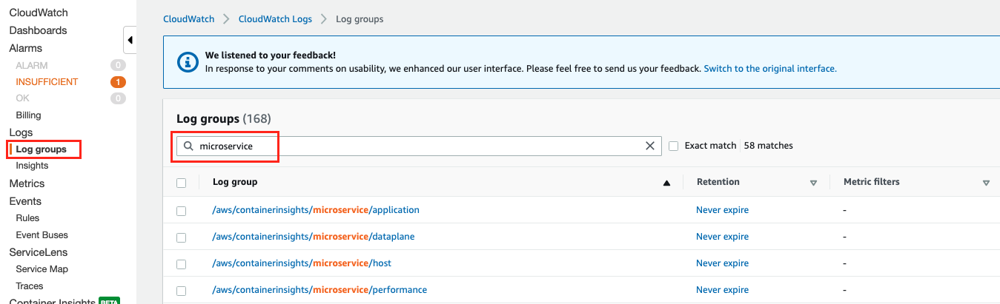 CloudWatch
Dashboards
Alarms
ALARM 0
INSUFFICIENT 1
OK 0
Billing
Logs
Log groups
Insights
Metrics
Events
Rules
Event Buses
ServiceLens
Service Map
Traces
Container Insights BETA
CloudWatch > CloudWatch Logs > Log groups
We listened to your feedback!
In response to your comments on usability, we enhanced our user interface. Please feel free to send us your feedback. Switch to the original interface.
Log groups (168)
microservice Exact match 58 matches
Log group Retention Metric filters
/aws/containerinsights/microservice/application Never expire -
/aws/containerinsights/microservice/dataplane Never expire -
/aws/containerinsights/microservice/host Never expire -
/aws/containerinsights/microservice/performance Never expire -